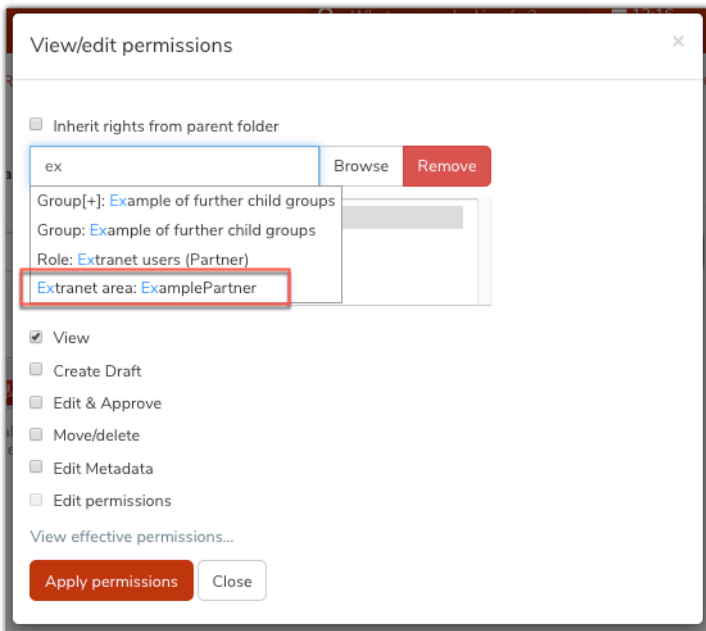 View/edit permissions
×
Inherit rights from parent folder
ex Browse Remove
Group[+]: Example of further child groups
Group: Example of further child groups
Role: Extranet users (Partner)
Extranet area: ExamplePartner
View
Create Draft
Edit & Approve
Move/delete
Edit Metadata
Edit permissions
View effective permissions...
Apply permissions Close